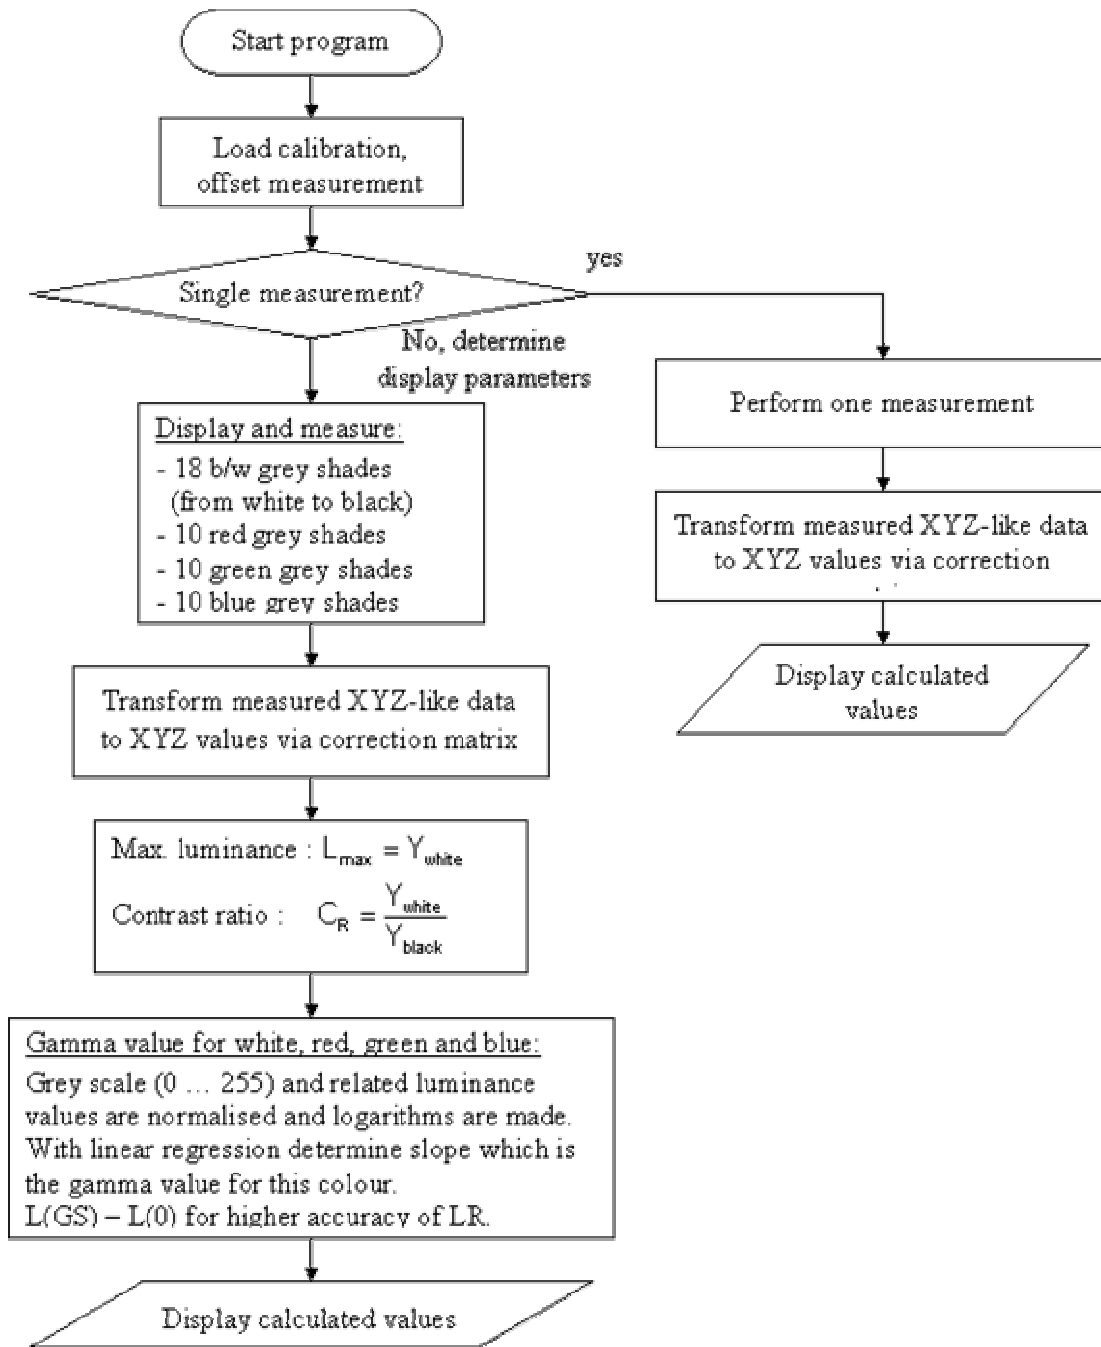 Start program
Load calibration,
offset measurement
Single measurement?
yes
No, determine
display parameters
Display and measure:
- 18 b/w grey shades
(from white to black)
- 10 red grey shades
- 10 green grey shades
- 10 blue grey shades
Transform measured XYZ-like data
to XYZ values via correction matrix
Max. luminance : L_max = Y_white
Contrast ratio : C_R = Y_white / Y_black
Gamma value for white, red, green and blue:
Grey scale (0 ... 255) and related luminance
values are normalised and logarithms are made.
With linear regression determine slope which is
the gamma value for this colour.
L(GS) – L(0) for higher accuracy of LR.
Display calculated values
Perform one measurement
Transform measured XYZ-like data
to XYZ values via correction
Display calculated
values